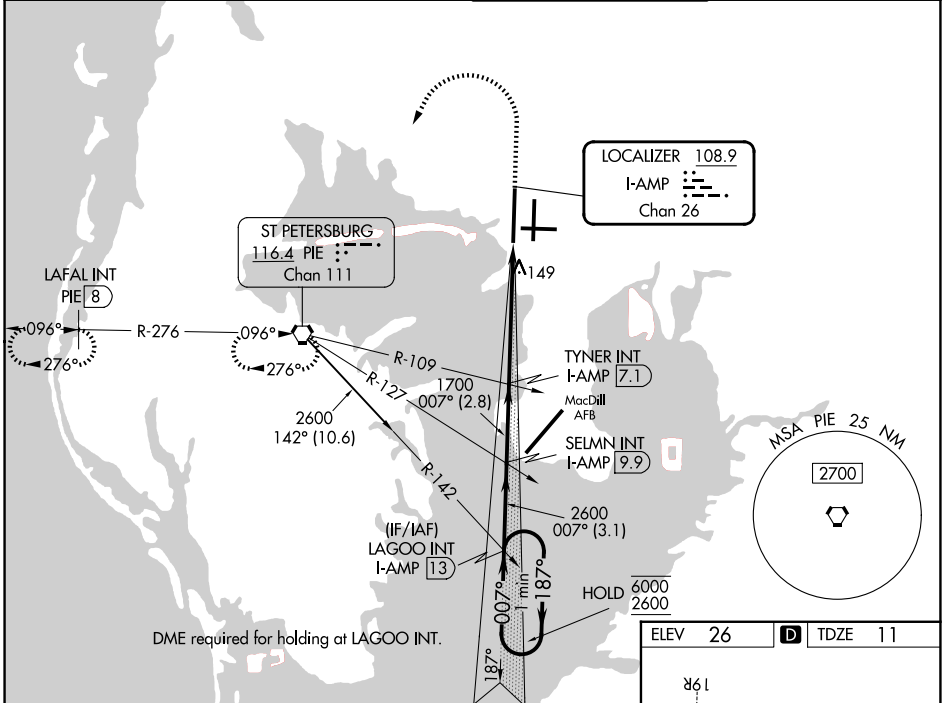 LOCALIZER 108.9
I-AMP
Chan 26
ST PETERSBURG
116.4 PIE
Chan 111
149
LAFAL INT
PIE 8
096°
R-276
096°
276°
276°
R-109
R-127
1700
007° (2.8)
TYNER INT
I-AMP 7.1
MacDill
AFB
2600
142° (10.6)
R-142
SELMN INT
I-AMP 9.9
MSA PIE 25 NM
2700
(IF/IAF)
LAGOO INT
I-AMP 13
2600
007° (3.1)
007°
1 min
187°
HOLD 6000
2600
DME required for holding at LAGOO INT.
187°
ELEV 26 D TDZE 11
19R